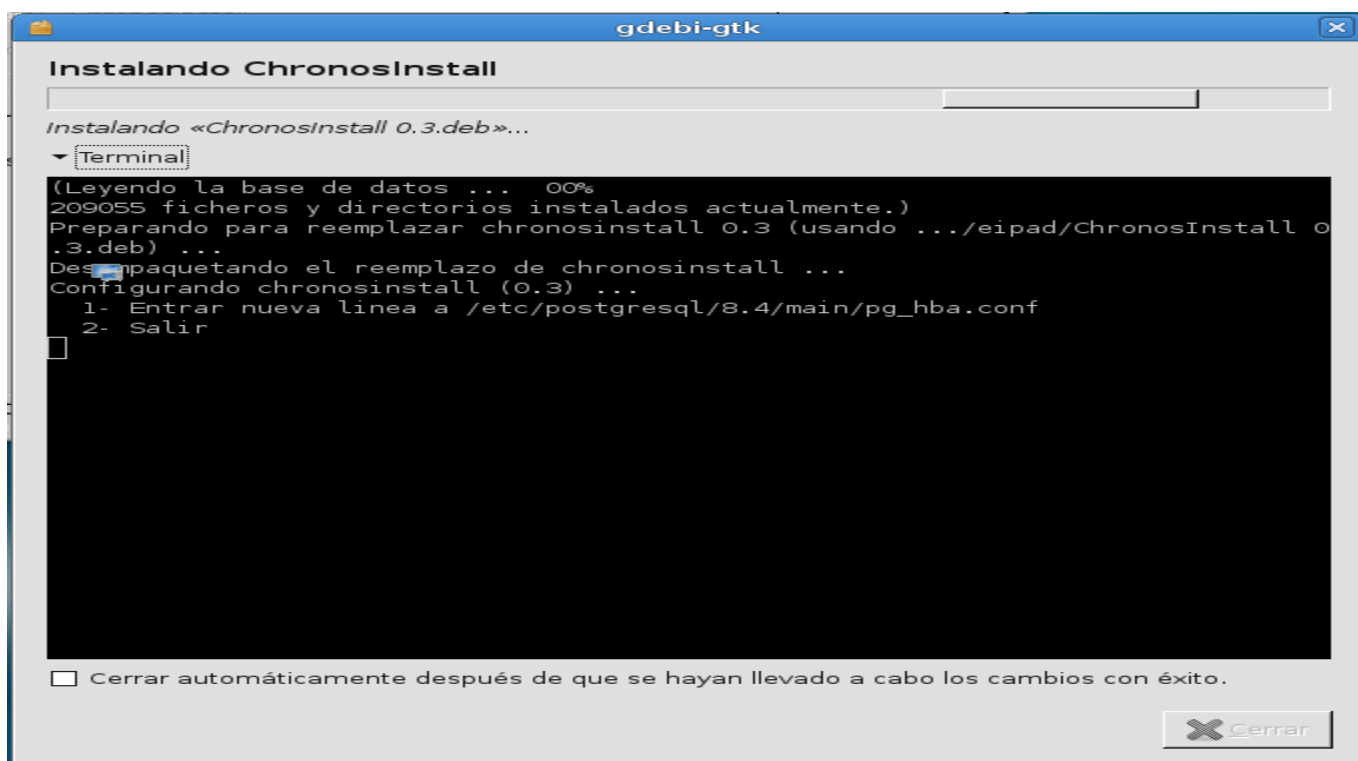 gdebi-gtk
Instalando ChronosInstall
Instalando «ChronosInstall 0.3.deb»...
Terminal
(Leyendo la base de datos ...  00%
209055 ficheros y directorios instalados actualmente.)
Preparando para reemplazar chronosinstall 0.3 (usando .../eipad/ChronosInstall 0
.3.deb) ...
Desempaquetando el reemplazo de chronosinstall ...
Configurando chronosinstall (0.3) ...
1- Entrar nueva linea a /etc/postgresql/8.4/main/pg_hba.conf
2- Salir
Cerrar automáticamente después de que se hayan llevado a cabo los cambios con éxito.
Cerrar